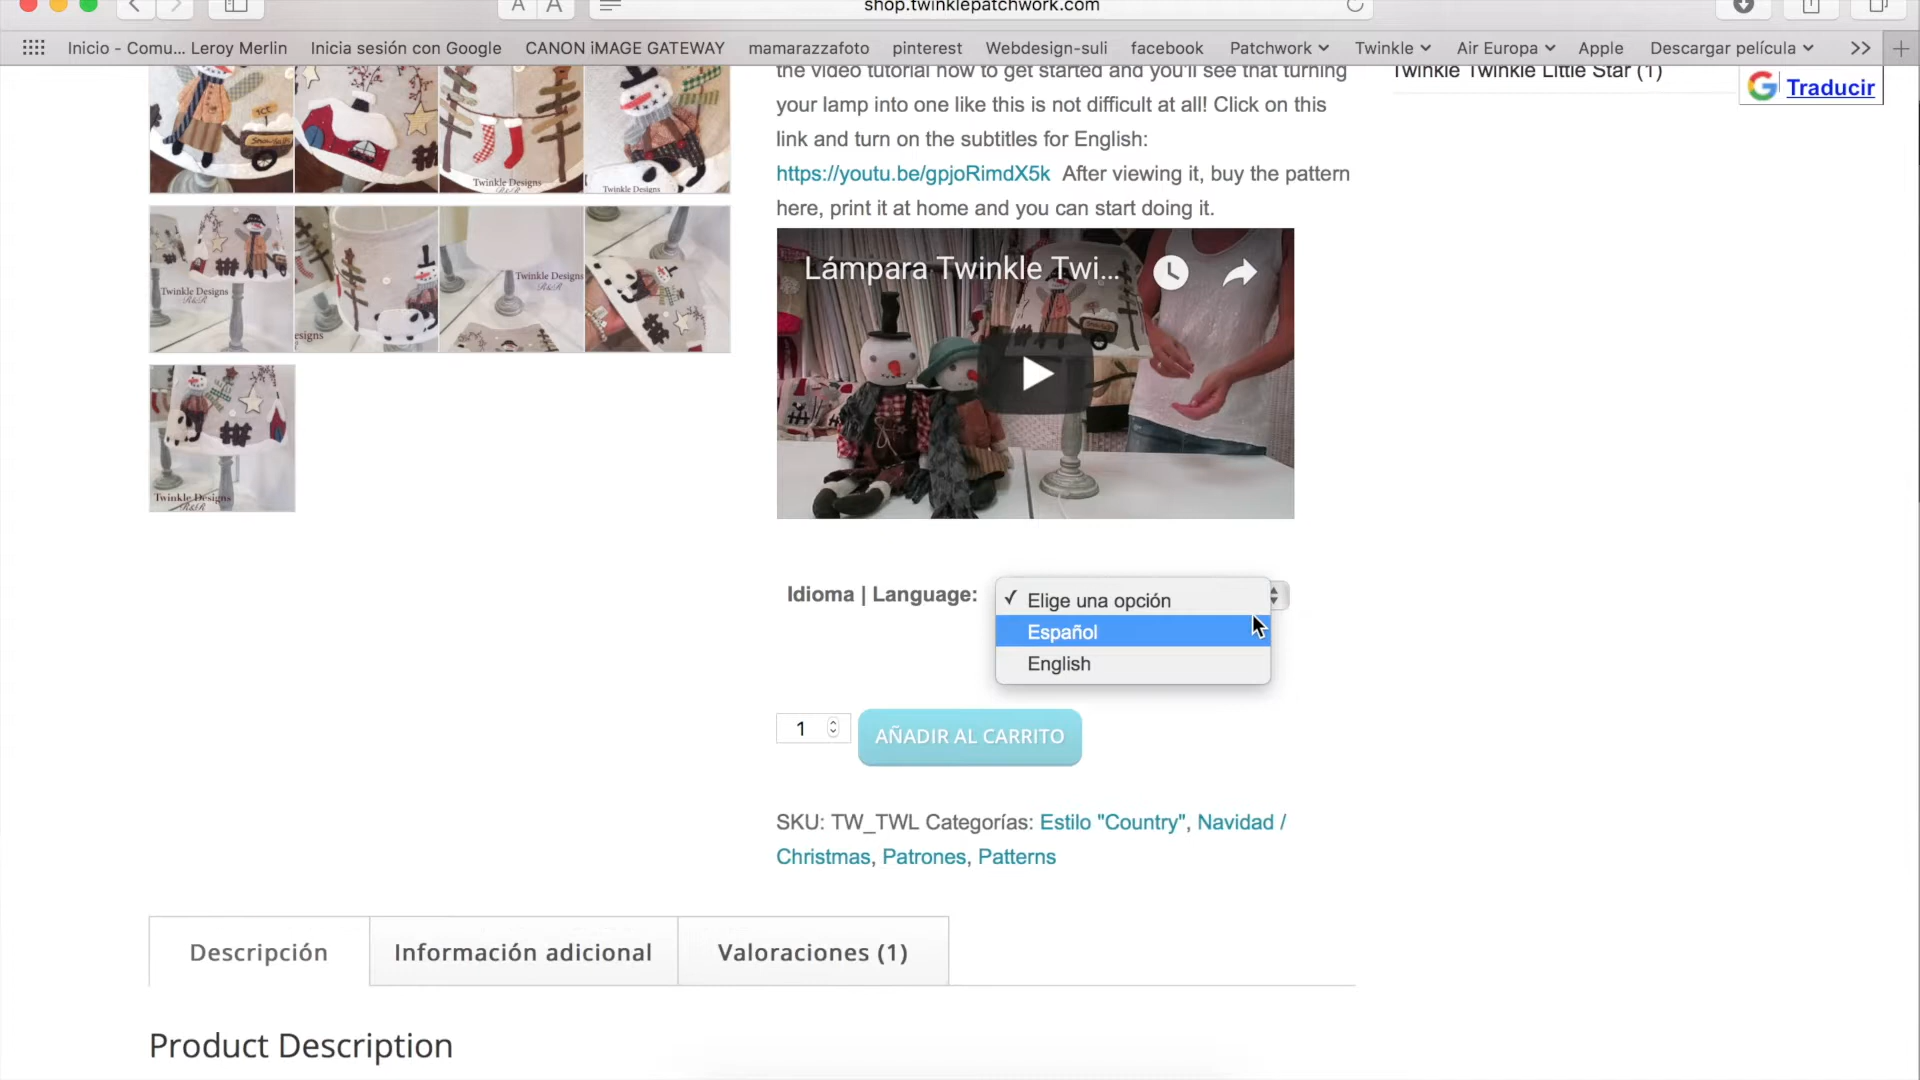 shop.twinklepatchwork.com
A A
Inicio - Comu... Leroy Merlin Inicia sesión con Google CANON iMAGE GATEWAY mamarazzafoto pinterest Webdesign-suli facebook Patchwork Twinkle Air Europa Apple Descargar película >> +
the video tutorial how to get started and you'll see that turning
Twinkle Twinkle Little Star (1)
Traducir
your lamp into one like this is not difficult at all! Click on this
link and turn on the subtitles for English:
https://youtu.be/gpjoRimdX5k After viewing it, buy the pattern
here, print it at home and you can start doing it.
ICE
Twinkle Designs
Twinkle Designs
Twinkle Designs
R&R
Twinkle Designs
R&R
esigns
Lámpara Twinkle Twi...
Twinkle Designs
R&R
Idioma | Language:
✓ Elige una opción
Español
English
1
AÑADIR AL CARRITO
SKU: TW_TWL Categorías: Estilo "Country", Navidad /
Christmas, Patrones, Patterns
Descripción
Información adicional
Valoraciones (1)
Product Description